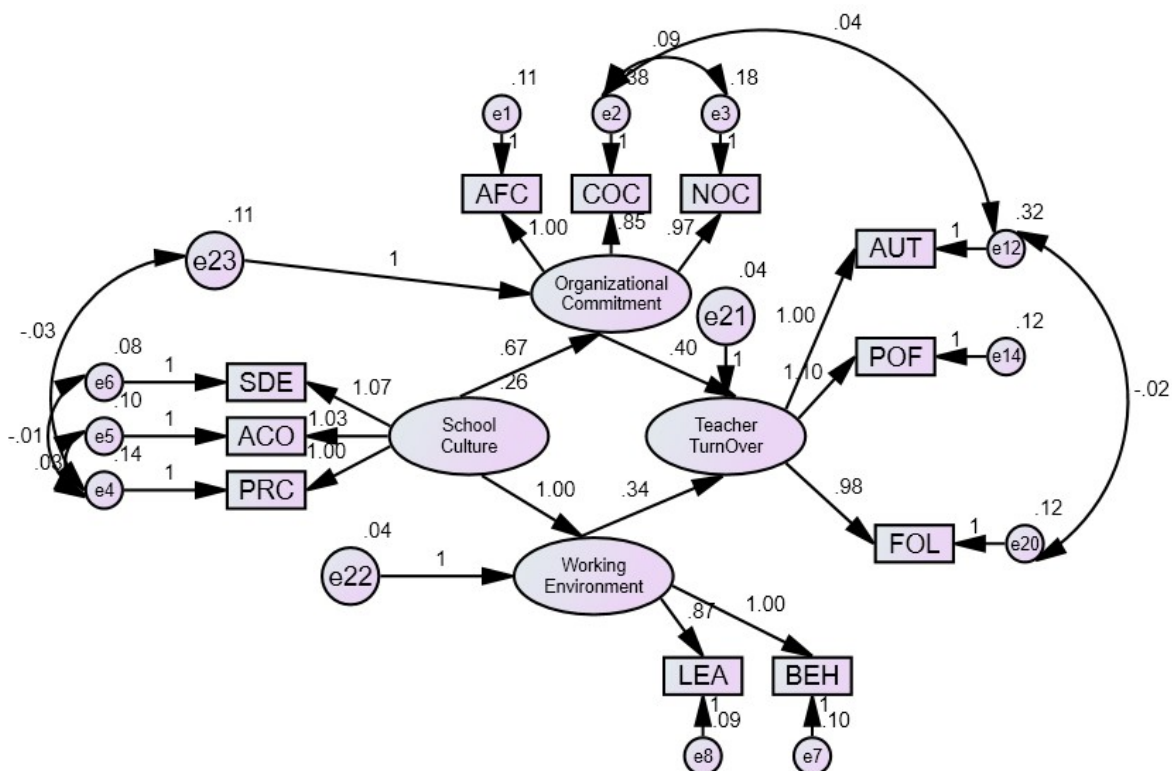 .04
.09
.11
.38
.18
e1
e2
e3
1
1
1
AFC
COC
NOC
.11
1.00
.85
.97
.32
e23
1
AUT
1
e12
Organizational
Commitment
.04
e21
1
1.00
.12
-.03
.08
.67
.40
POF
1
e14
1.10
e6
1
SDE
1.07
.26
.10
-.02
e5
1
ACO
1.03
School
Culture
Teacher
TurnOver
-.01
.03
.14
1.00
e4
1
PRC
1.00
.34
.98
.12
.04
FOL
1
e20
e22
1
Working
Environment
.87
1.00
LEA
BEH
1
1
.09
.10
e8
e7